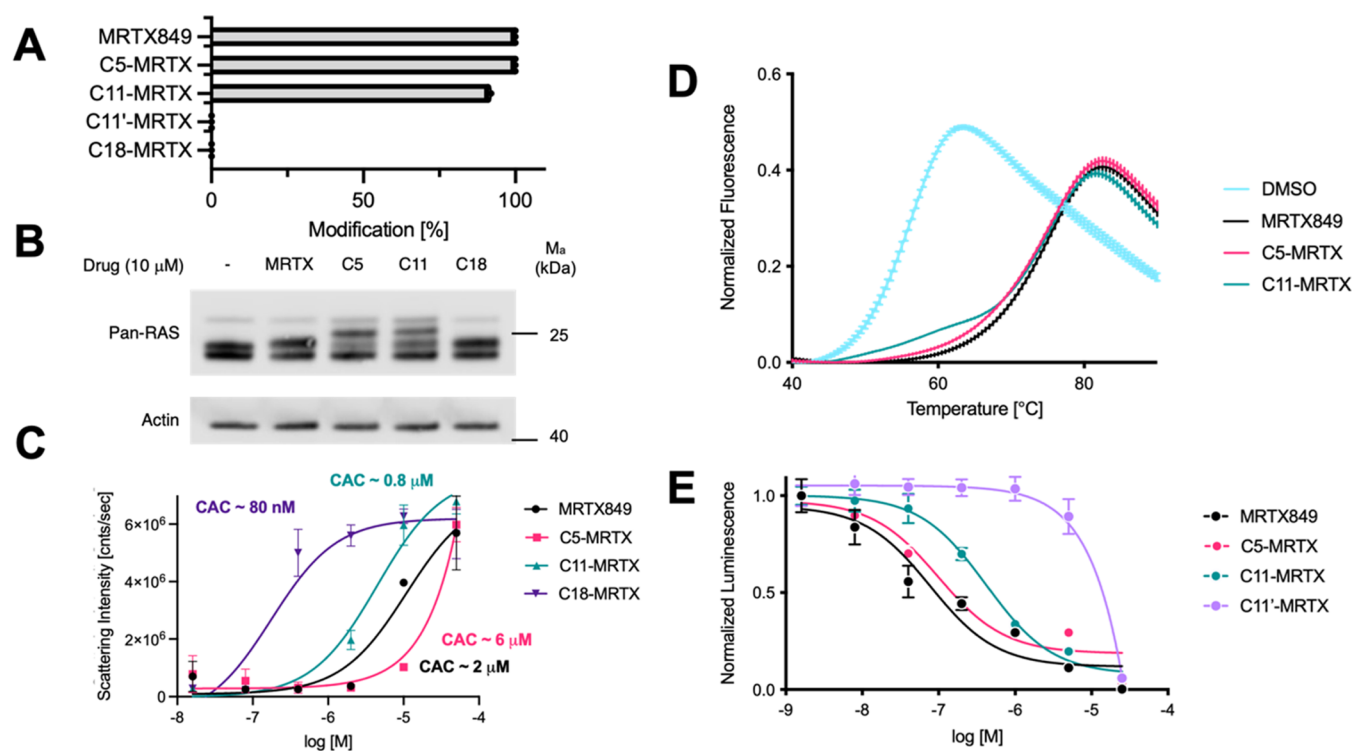 A
MRTX849
C5-MRTX
C11-MRTX
C11'-MRTX
C18-MRTX
0 50 100
Modification [%]
B
Drug (10 μM) - MRTX C5 C11 C18 Ma (kDa)
Pan-RAS 25
Actin 40
C
Scattering Intensity [cnts/sec]
6×10⁶
4×10⁶
2×10⁶
0
-8 -7 -6 -5 -4
log [M]
CAC ~ 80 nM
CAC ~ 0.8 μM
CAC ~ 6 μM
CAC ~ 2 μM
MRTX849
C5-MRTX
C11-MRTX
C18-MRTX
D
Normalized Fluorescence
0.6
0.4
0.2
0.0
40 60 80
Temperature [°C]
DMSO
MRTX849
C5-MRTX
C11-MRTX
E
Normalized Luminescence
1.0
0.5
0.0
-9 -8 -7 -6 -5 -4
log [M]
MRTX849
C5-MRTX
C11-MRTX
C11'-MRTX